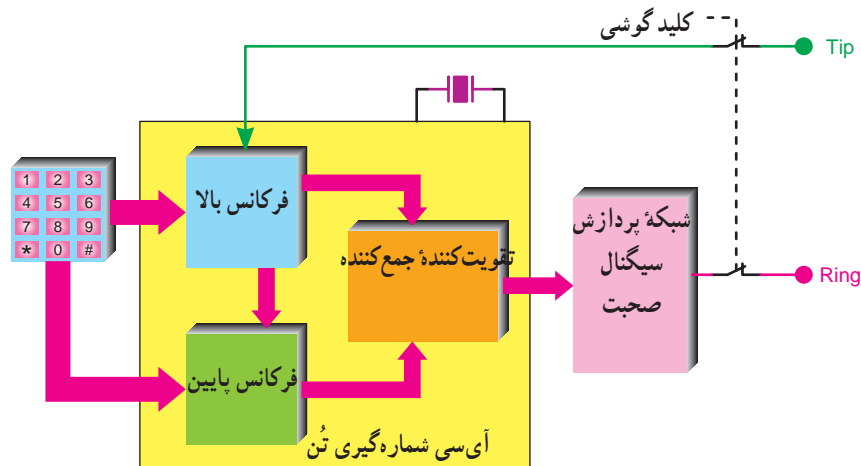 کلید گوشی
Tip
1 2 3
4 5 6
7 8 9
* 0 #
فرکانس بالا
تقویت‌کنندهٔ جمع‌کننده
شبکهٔ پردازش
سیگنال
صحبت
Ring
فرکانس پایین
آی‌سی شماره‌گیری تُن